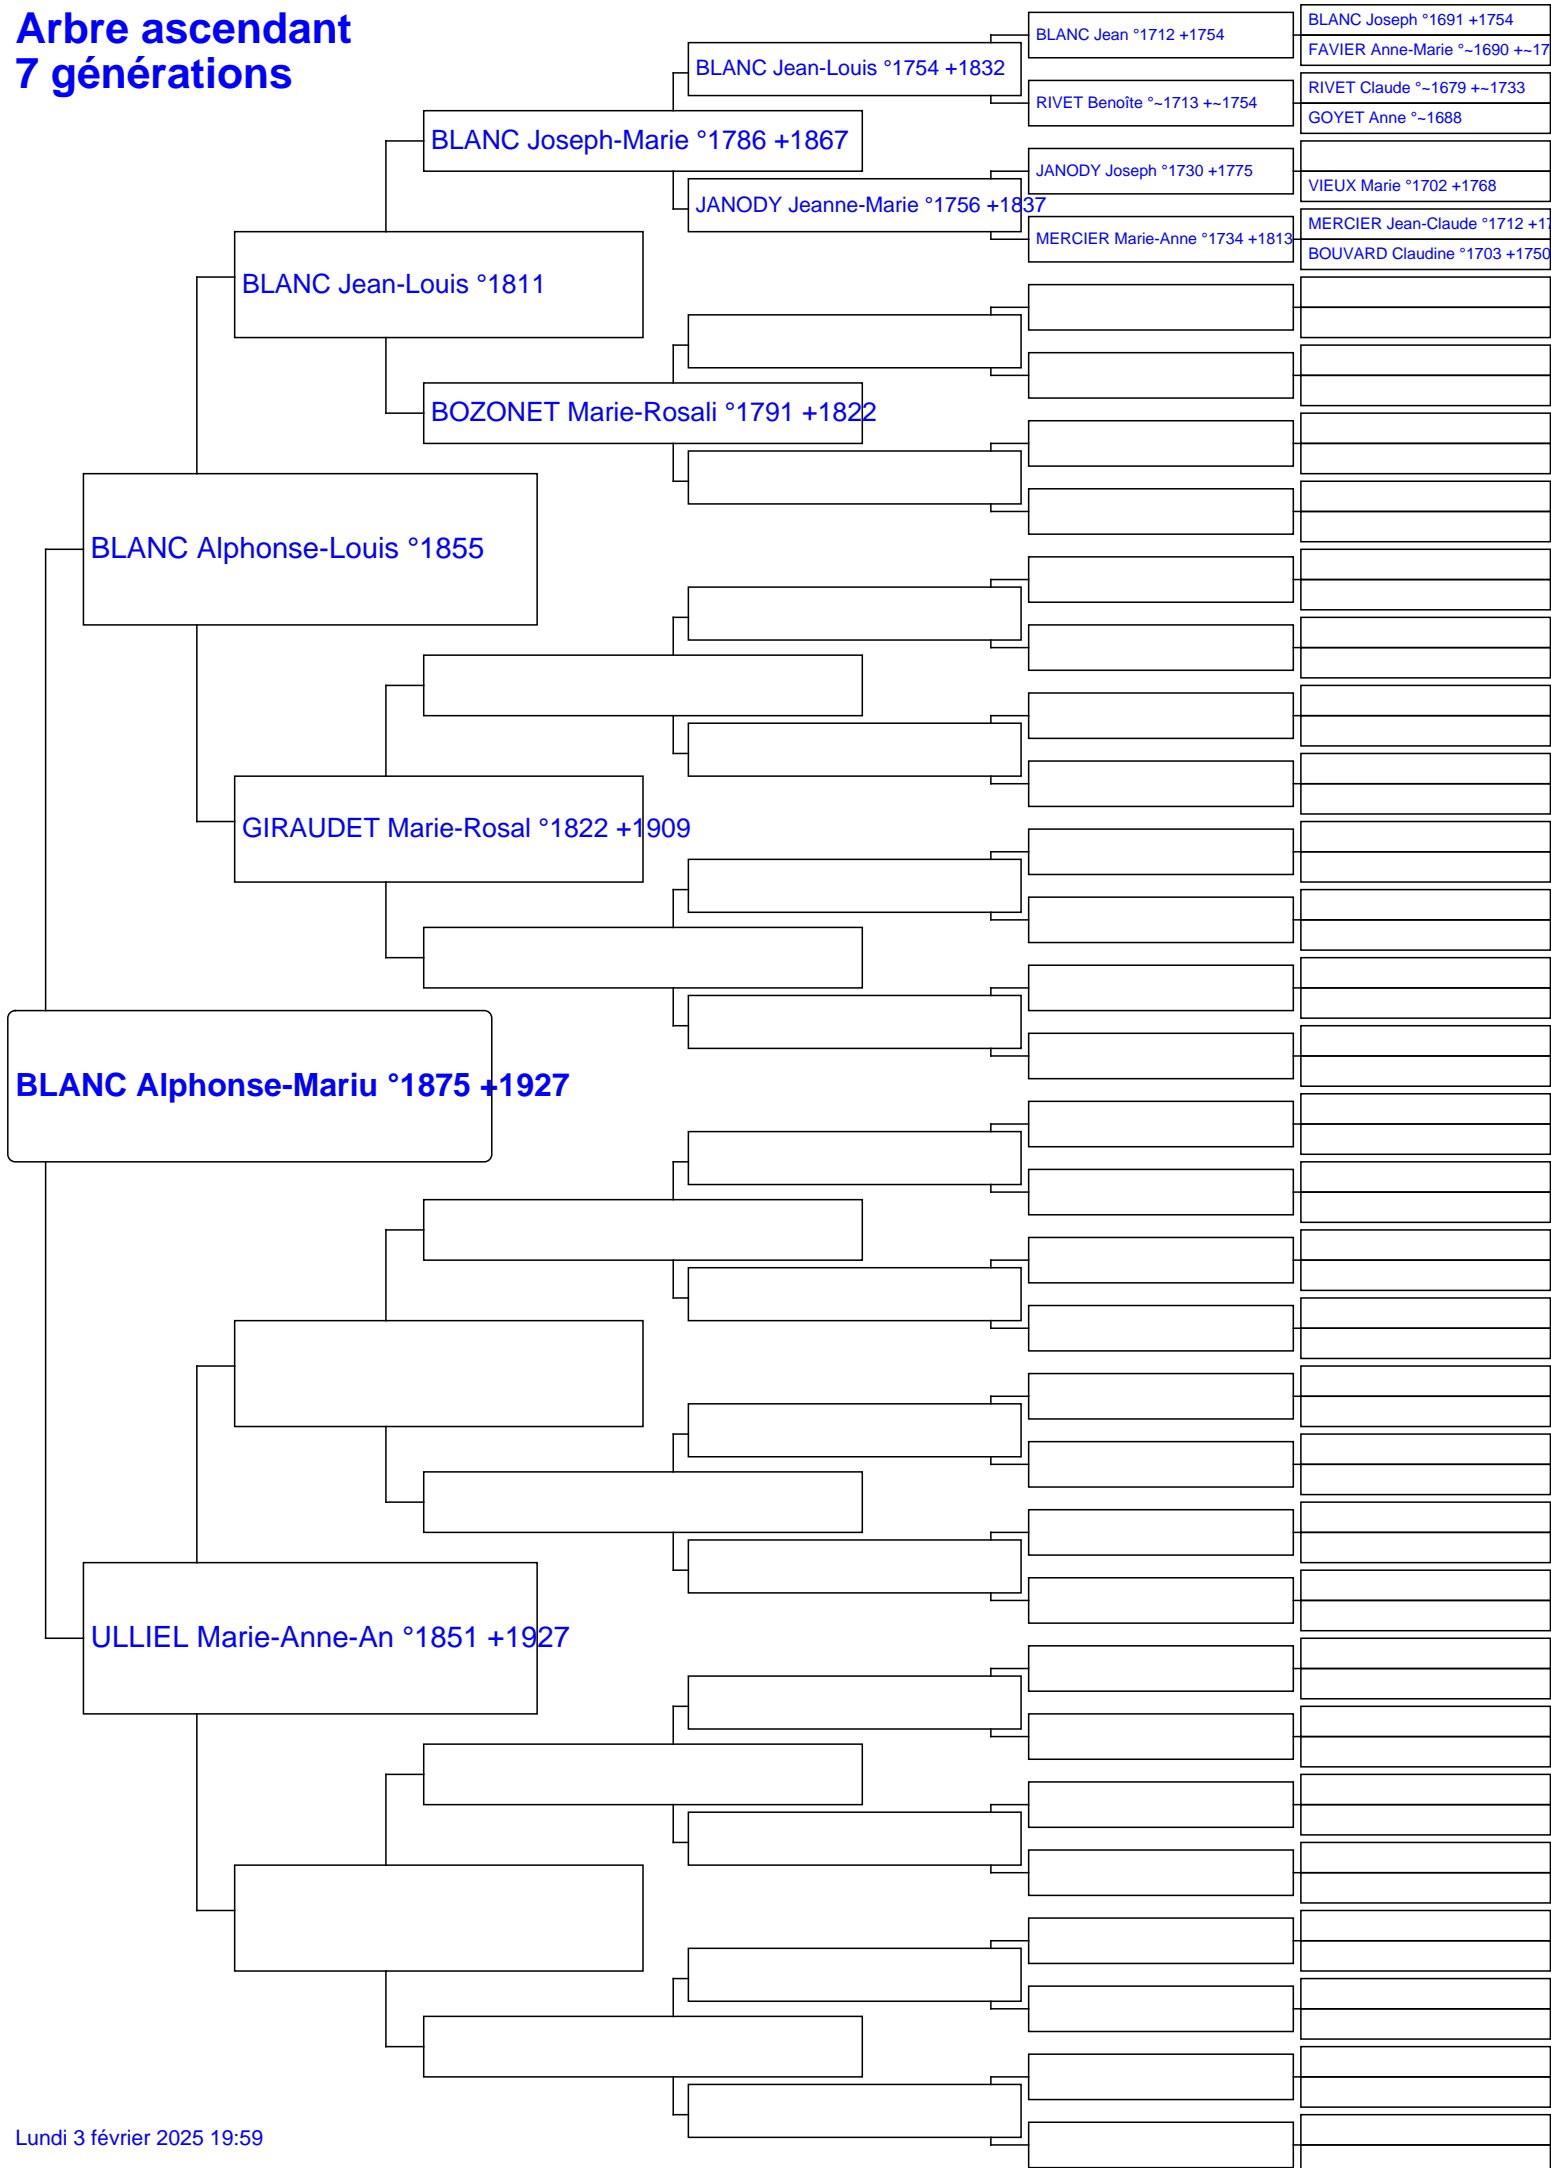 Arbre ascendant
7 générations
BLANC Joseph °1691 +1754
BLANC Jean °1712 +1754
FAVIER Anne-Marie °~1690 +~17
BLANC Jean-Louis °1754 +1832
RIVET Claude °~1679 +~1733
RIVET Benoîte °~1713 +~1754
GOYET Anne °~1688
BLANC Joseph-Marie °1786 +1867
JANODY Joseph °1730 +1775
VIEUX Marie °1702 +1768
JANODY Jeanne-Marie °1756 +1837
MERCIER Jean-Claude °1712 +17
MERCIER Marie-Anne °1734 +1813
BOUVARD Claudine °1703 +1750
BLANC Jean-Louis °1811
BOZONET Marie-Rosali °1791 +1822
BLANC Alphonse-Louis °1855
GIRAUDET Marie-Rosal °1822 +1909
BLANC Alphonse-Mariu °1875 +1927
ULLIEL Marie-Anne-An °1851 +1927
Lundi 3 février 2025 19:59